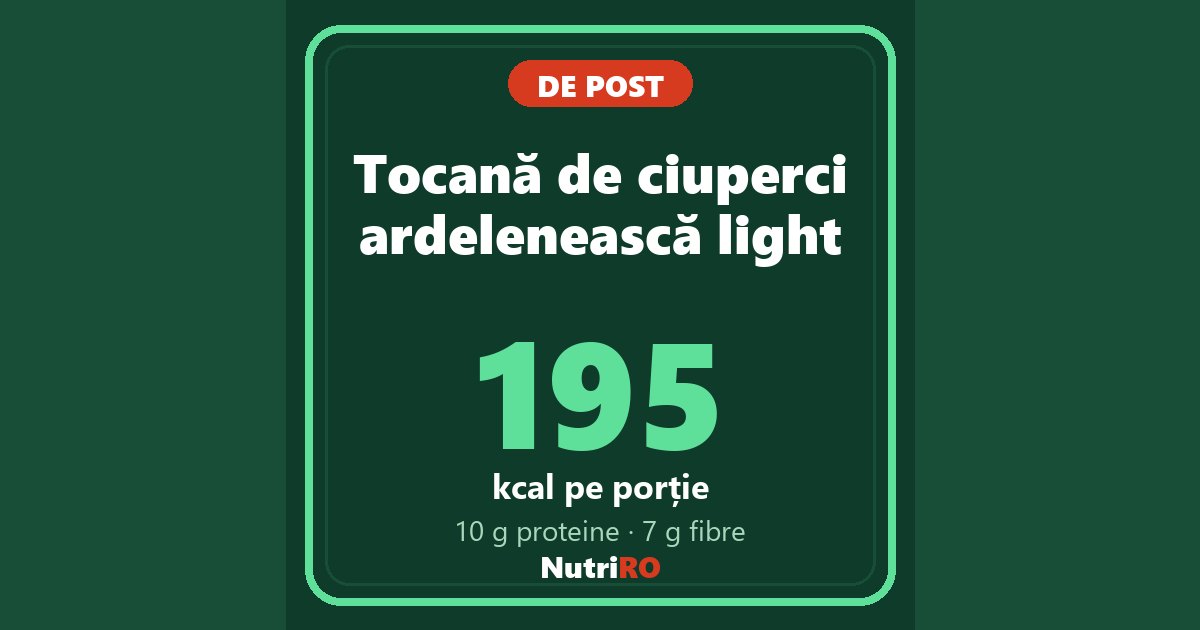 DE POST
Tocană de ciuperci
ardelenească light
195
kcal pe porție
10 g proteine · 7 g fibre
NutriRO